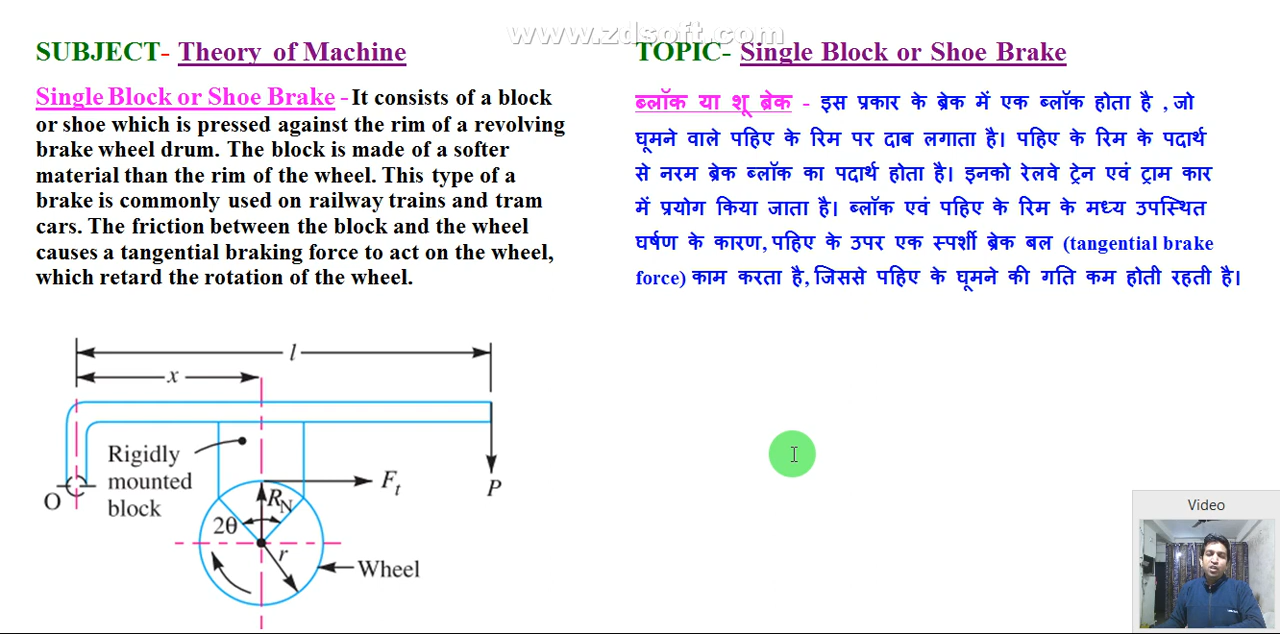 www.zdsoft.com
SUBJECT- Theory of Machine
TOPIC- Single Block or Shoe Brake
Single Block or Shoe Brake - It consists of a block
or shoe which is pressed against the rim of a revolving
brake wheel drum. The block is made of a softer
material than the rim of the wheel. This type of a
brake is commonly used on railway trains and tram
cars. The friction between the block and the wheel
causes a tangential braking force to act on the wheel,
which retard the rotation of the wheel.
ब्लॉक या शू ब्रेक - इस प्रकार के ब्रेक में एक ब्लॉक होता है , जो
घूमने वाले पहिए के रिम पर दाब लगाता है। पहिए के रिम के पदार्थ
से नरम ब्रेक ब्लॉक का पदार्थ होता है। इनको रेलवे ट्रेन एवं ट्राम कार
में प्रयोग किया जाता है। ब्लॉक एवं पहिए के रिम के मध्य उपस्थित
घर्षण के कारण, पहिए के उपर एक स्पर्शी ब्रेक बल (tangential brake
force) काम करता है, जिससे पहिए के घूमने की गति कम होती रहती है।
l
x
Rigidly
mounted
block
O
F_t
P
R_N
2θ
r
Wheel
Video